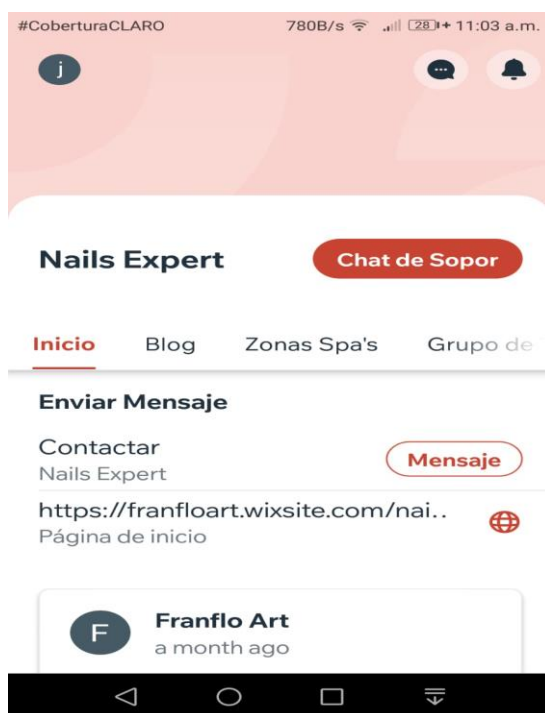 #CoberturaCLARO 780B/s 28 11:03 a.m.
j
Nails Expert
Chat de Sopor
Inicio Blog Zonas Spa's Grupo de
Enviar Mensaje
Contactar
Nails Expert
Mensaje
https://franfloart.wixsite.com/nai..
Página de inicio
F
Franflo Art
a month ago